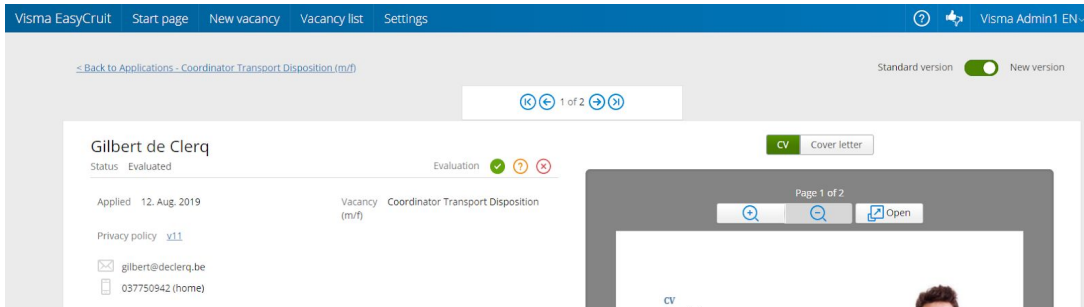 Visma EasyCruit Start page New vacancy Vacancy list Settings Visma Admin1 EN
< Back to Applications - Coordinator Transport Disposition (m/f) Standard version New version
1 of 2
Gilbert de Clerq CV Cover letter
Status Evaluated Evaluation
Page 1 of 2
Applied 12. Aug. 2019 Vacancy Coordinator Transport Disposition
(m/f)
Open
Privacy policy v11
gilbert@declerq.be
037750942 (home)
CV